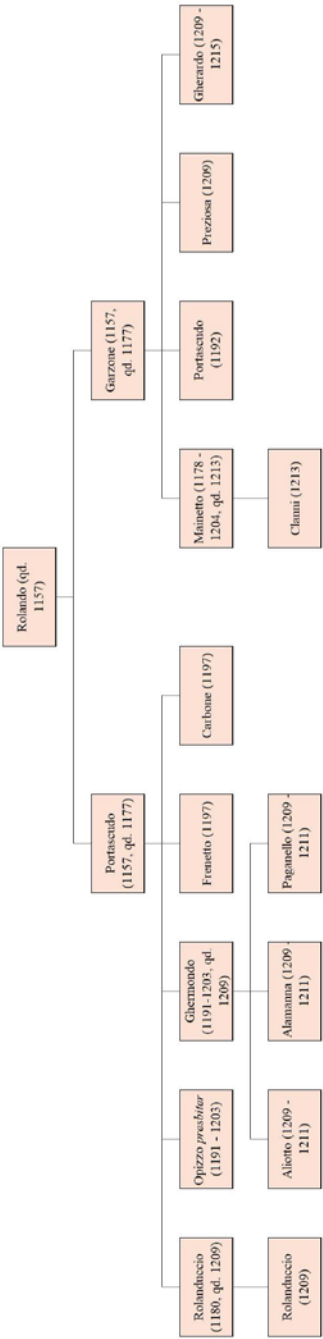 Rolando (qd.
1157)
Portascudo
(1157, qd. 1177)
Garzone (1157,
qd. 1177)
Rolanduccio
(1180, qd. 1209)
Opizzo presbiter
(1191 - 1203)
Ghermondo
(1191-1203, qd.
1209)
Frenetto (1197)
Carbone (1197)
Mainetto (1178 -
1204, qd. 1213)
Portascudo
(1192)
Preziosa (1209)
Gherardo (1209 -
1215)
Rolanduccio
(1209)
Aliotto (1209 -
1211)
Alamanna (1209 -
1211)
Paganello (1209 -
1211)
Clanni (1213)